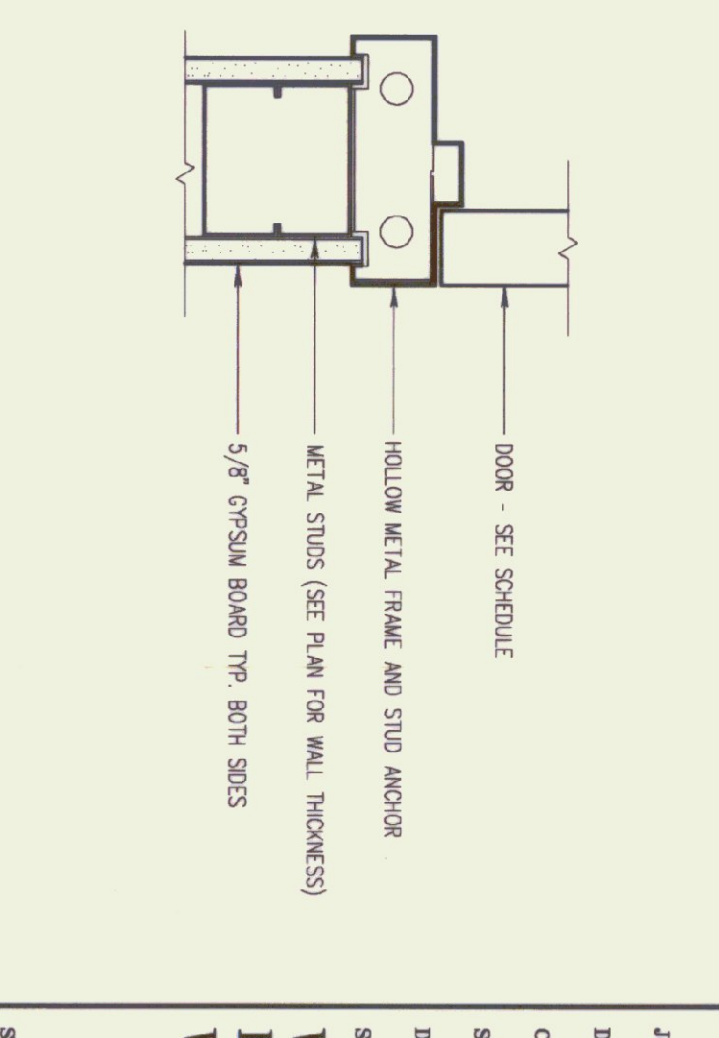 DOOR - SEE SCHEDULE
HOLLOW METAL FRAME AND STUD ANCHOR
METAL STUDS (SEE PLAN FOR WALL THICKNESS)
5/8" GYPSUM BOARD TYP. BOTH SIDES
J
D
C
S
D
S
S